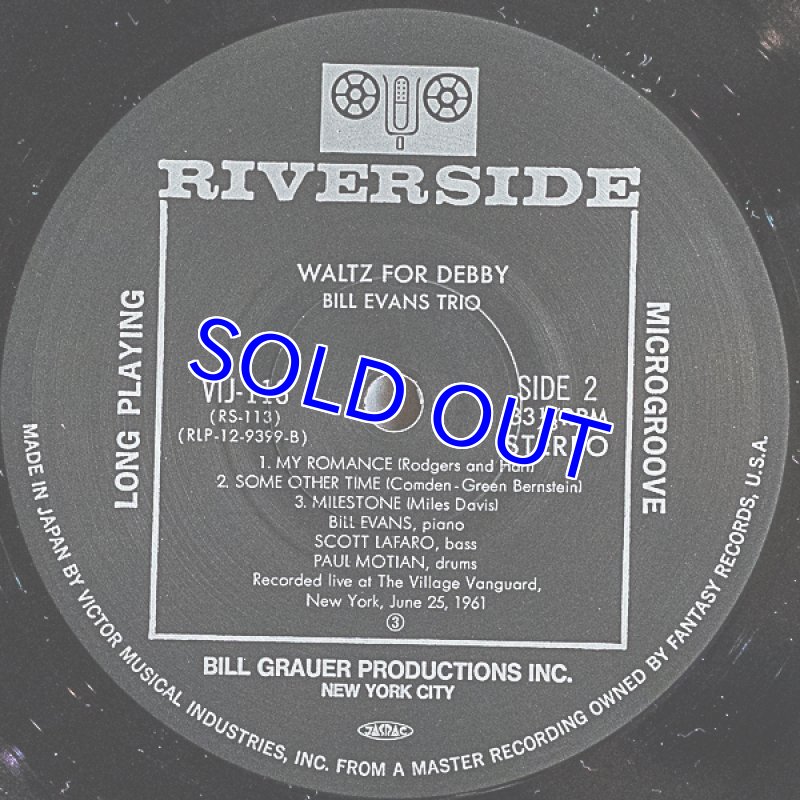 RIVERSIDE
WALTZ FOR DEBBY
BILL EVANS TRIO
LONG PLAYING
MICROGROOVE
SOLD OUT
SIDE 2
(RS-113)
(RLP-12-9399-B)
STEREO
1. MY ROMANCE (Rodgers and Hart)
2. SOME OTHER TIME (Comden-Green Bernstein)
3. MILESTONE (Miles Davis)
BILL EVANS, piano
SCOTT LAFARO, bass
PAUL MOTIAN, drums
Recorded live at The Village Vanguard,
New York, June 25, 1961
3
BILL GRAUER PRODUCTIONS INC.
NEW YORK CITY
JASRAC
MADE IN JAPAN BY VICTOR MUSICAL INDUSTRIES, INC. FROM A MASTER RECORDING OWNED BY FANTASY RECORDS, U.S.A.